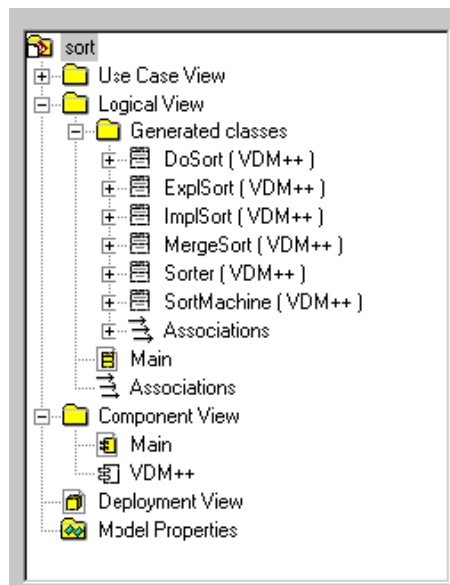 sort
Use Case View
Logical View
Generated classes
DoSort ( VDM++ )
ExplSort ( VDM++ )
ImplSort ( VDM++ )
MergeSort ( VDM++ )
Sorter ( VDM++ )
SortMachine ( VDM++ )
Associations
Main
Associations
Component View
Main
VDM++
Deployment View
Model Properties